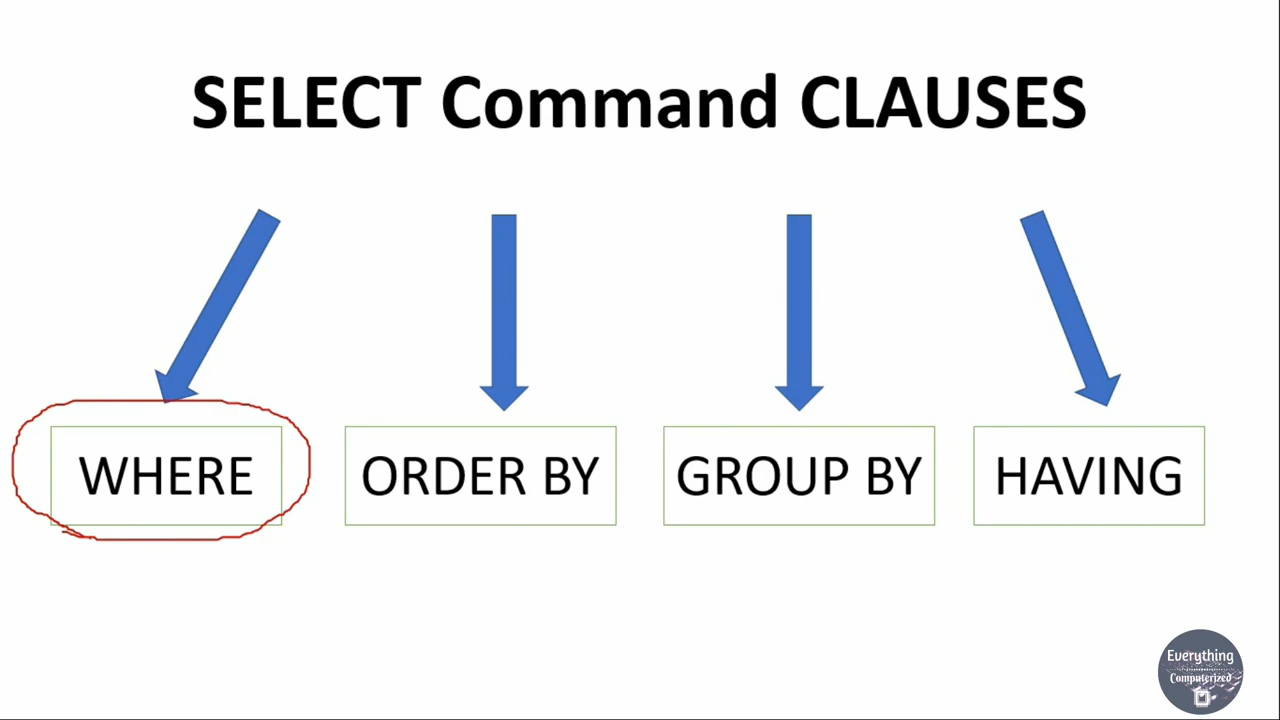 SELECT Command CLAUSES
WHERE
ORDER BY
GROUP BY
HAVING
Everything
Computerized